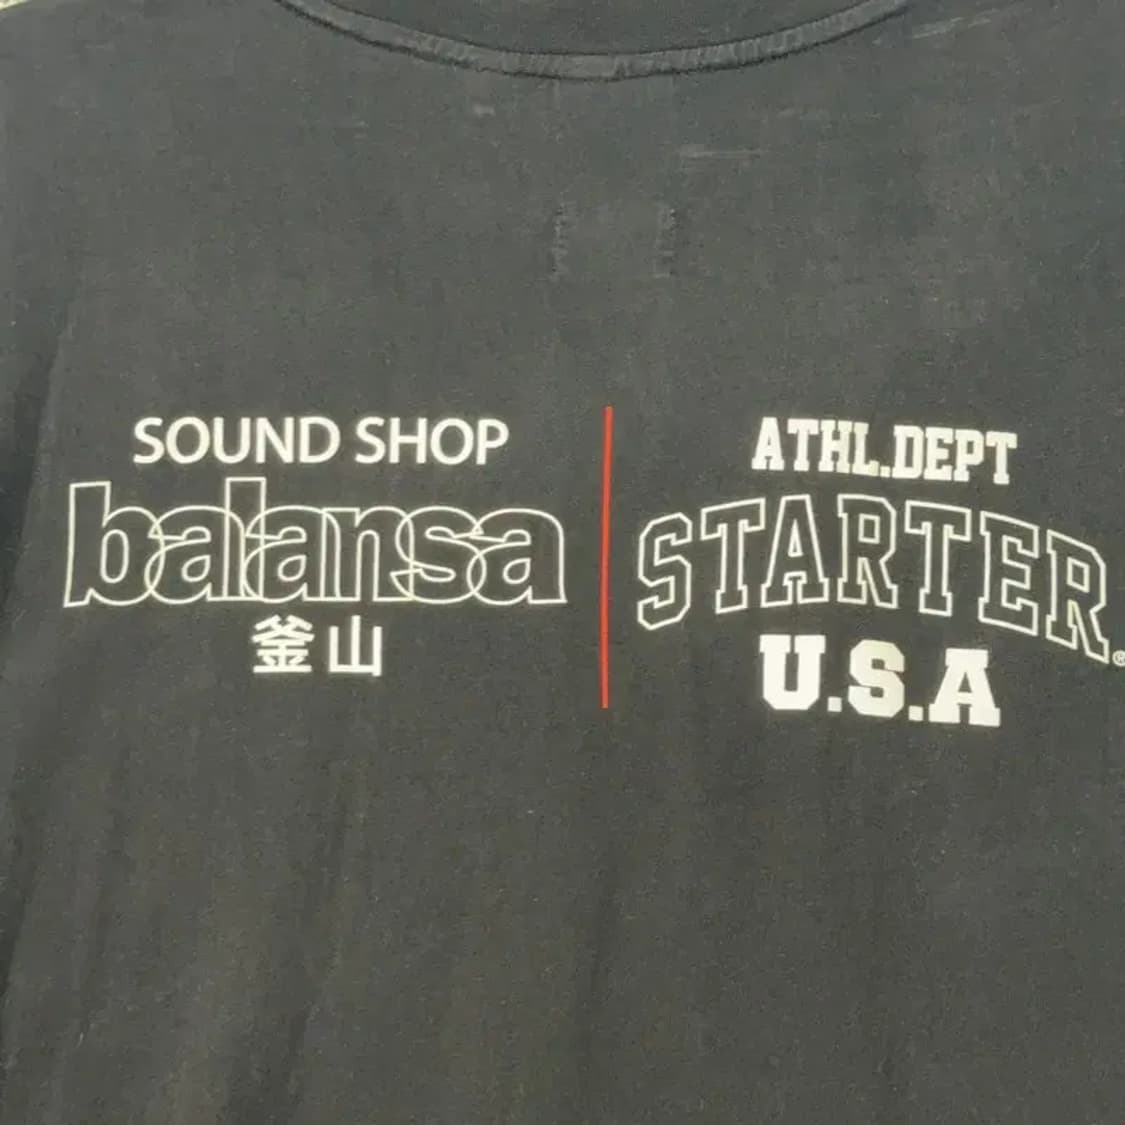 SOUND SHOP
balansa
釜山
ATHL.DEPT
STARTER®
U.S.A